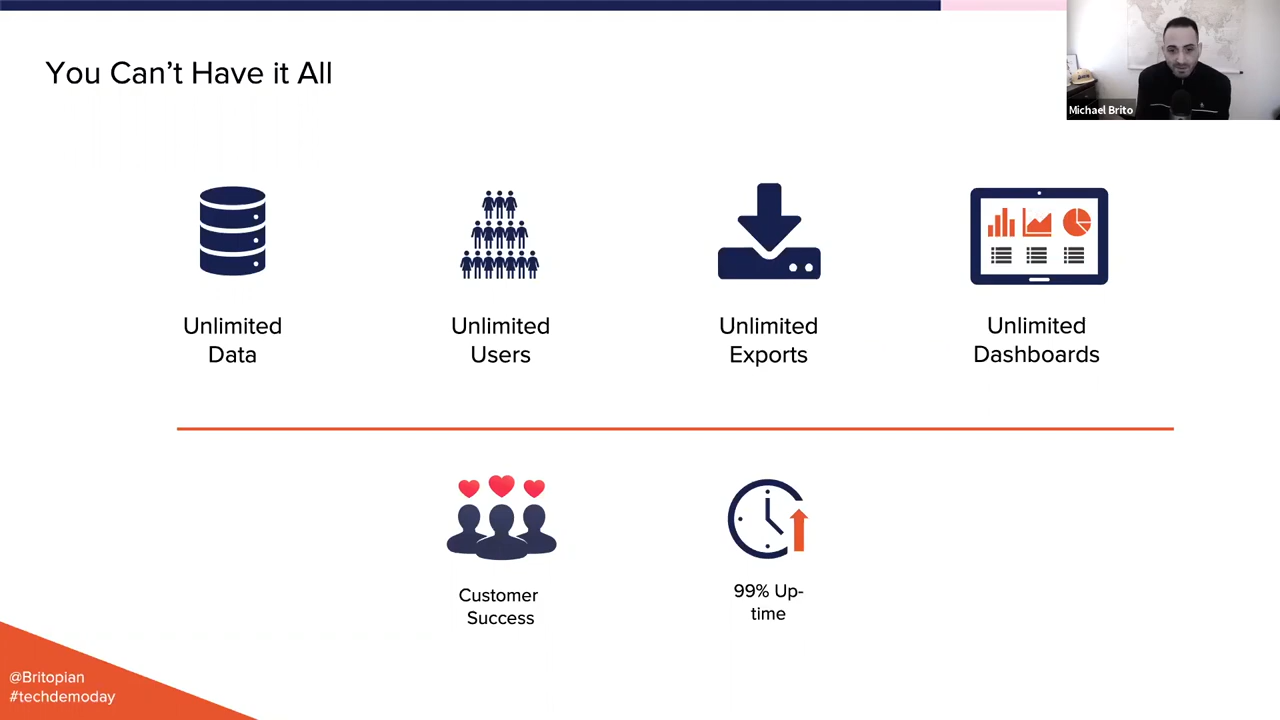 You Can't Have it All
Michael Brito
Unlimited
Data
Unlimited
Users
Unlimited
Exports
Unlimited
Dashboards
Customer
Success
99% Up-
time
@Britopian
#techdemoday